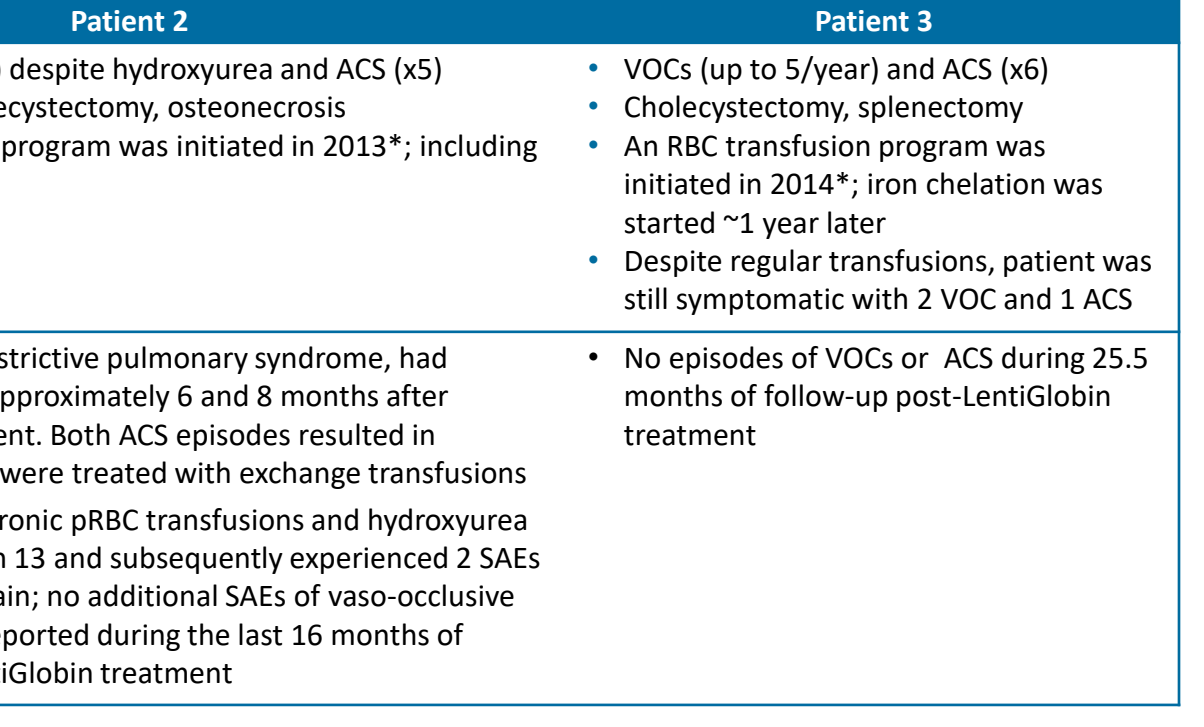 Patient 2
) despite hydroxyurea and ACS (x5)
ecystectomy, osteonecrosis
program was initiated in 2013*; including
strictive pulmonary syndrome, had
pproximately 6 and 8 months after
ent. Both ACS episodes resulted in
were treated with exchange transfusions
ronic pRBC transfusions and hydroxyurea
13 and subsequently experienced 2 SAEs
ain; no additional SAEs of vaso-occlusive
eported during the last 16 months of
tiGlobin treatment
Patient 3
• VOCs (up to 5/year) and ACS (x6)
• Cholecystectomy, splenectomy
• An RBC transfusion program was
initiated in 2014*; iron chelation was
started ~1 year later
• Despite regular transfusions, patient was
still symptomatic with 2 VOC and 1 ACS
• No episodes of VOCs or ACS during 25.5
months of follow-up post-LentiGlobin
treatment